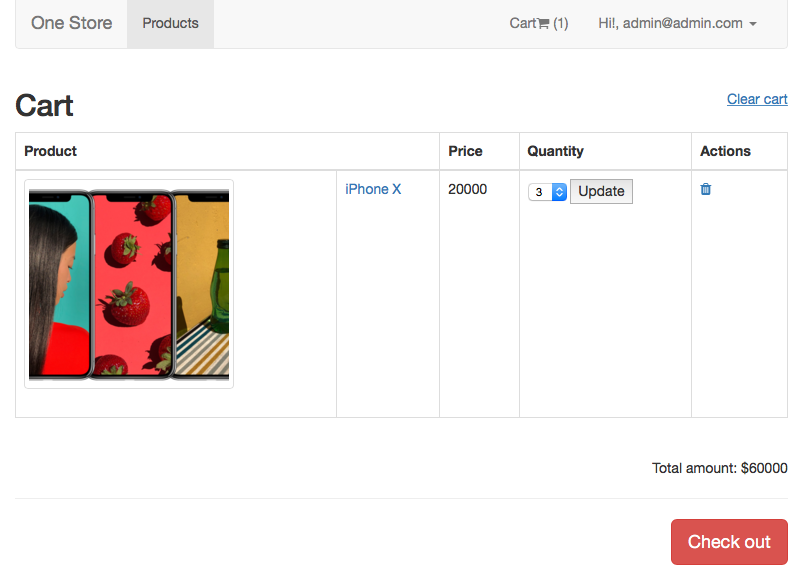 One Store Products Cart (1) Hi!, admin@admin.com
Cart Clear cart
Product Price Quantity Actions
iPhone X 20000 3 Update
Total amount: $60000
Check out